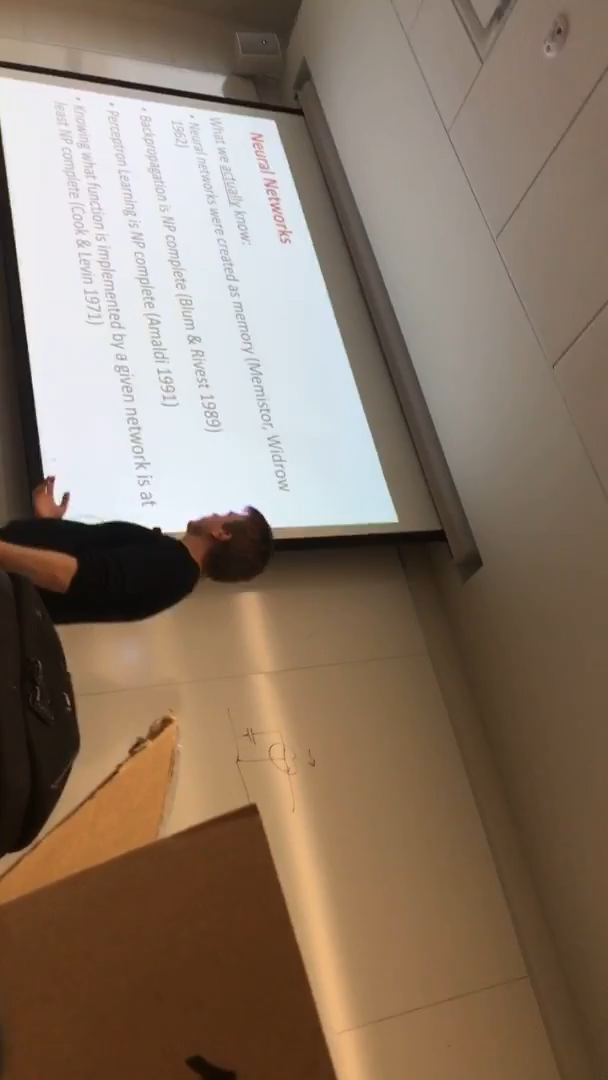 Neural Networks
What we actually know:
• Neural networks were created as memory (Memistor, Widrow
1962)
• Backpropagation is NP complete (Blum & Rivest 1989)
• Perceptron Learning is NP complete (Amaldi 1991)
• Knowing what function is implemented by a given network is at
least NP complete (Cook & Levin 1971)